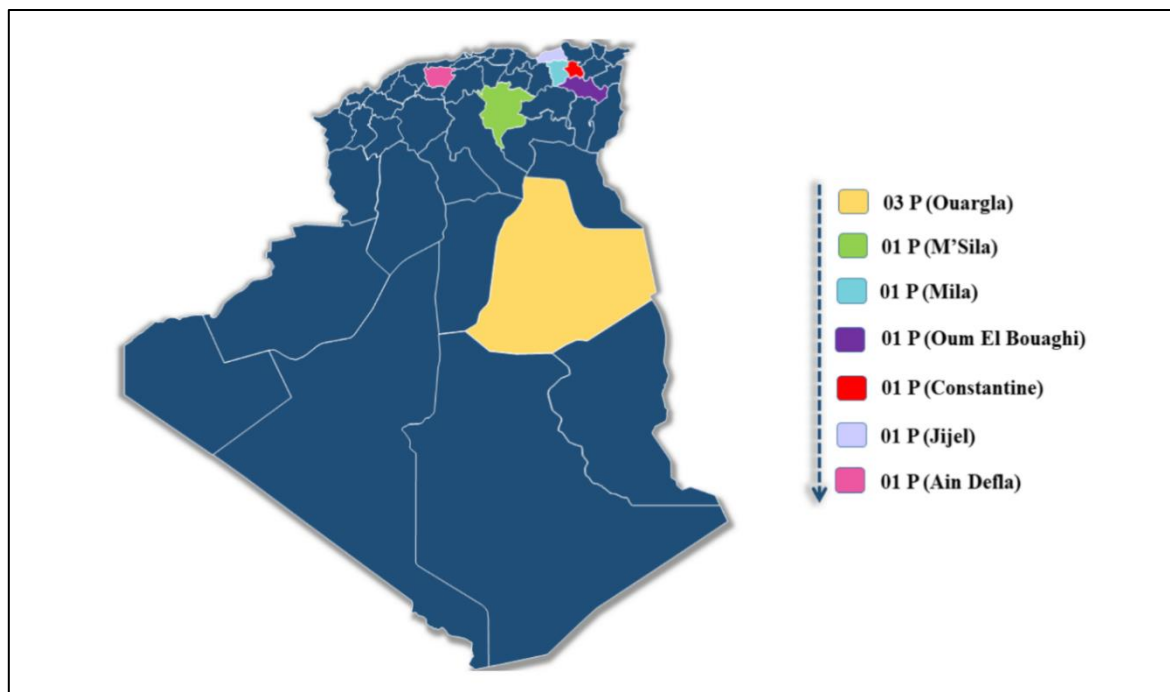 03 P (Ouargla)
01 P (M’Sila)
01 P (Mila)
01 P (Oum El Bouaghi)
01 P (Constantine)
01 P (Jijel)
01 P (Ain Defla)